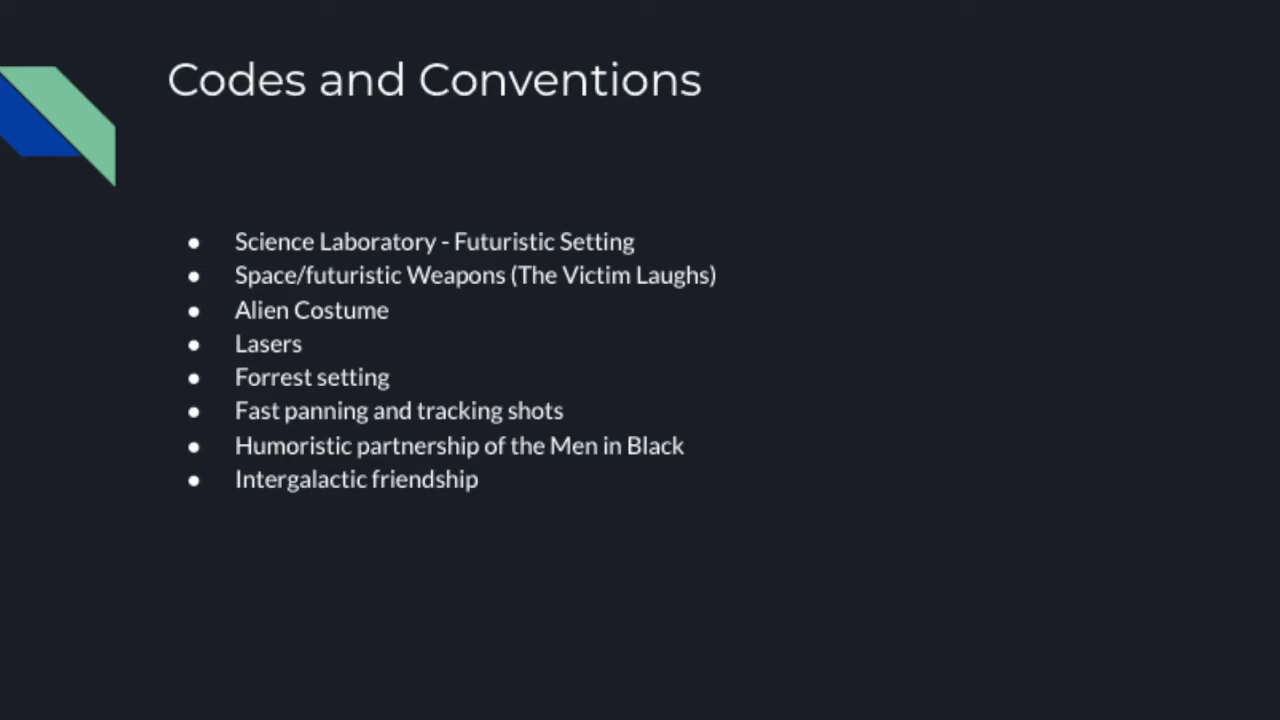 Codes and Conventions
● Science Laboratory - Futuristic Setting
● Space/futuristic Weapons (The Victim Laughs)
● Alien Costume
● Lasers
● Forrest setting
● Fast panning and tracking shots
● Humoristic partnership of the Men in Black
● Intergalactic friendship